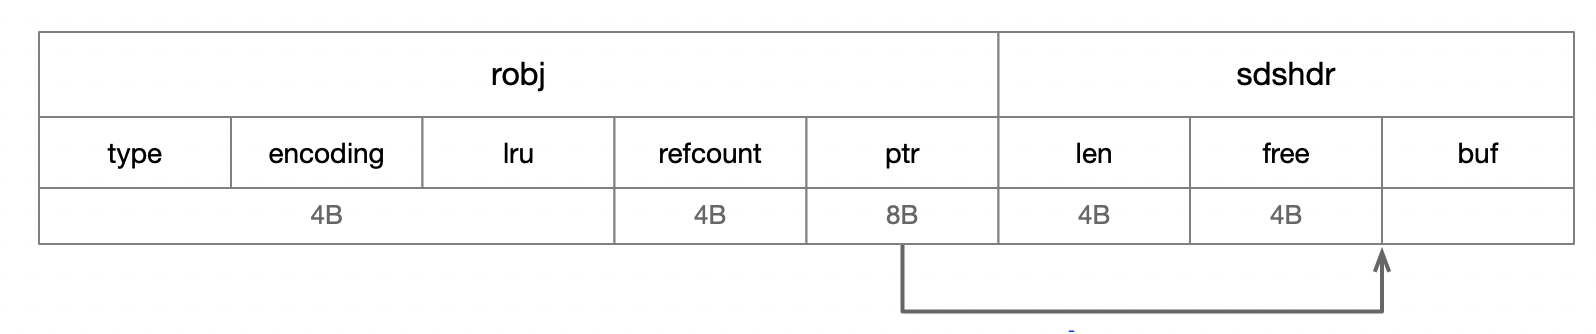 robj sdshdr
type encoding lru refcount ptr len free buf
4B 4B 8B 4B 4B